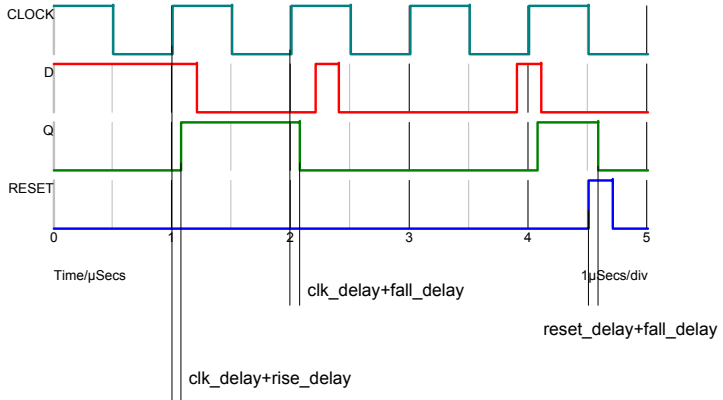 CLOCK
D
Q
RESET
0 1 2 3 4 5
Time/µSecs 1µSecs/div
clk_delay+fall_delay
reset_delay+fall_delay
clk_delay+rise_delay